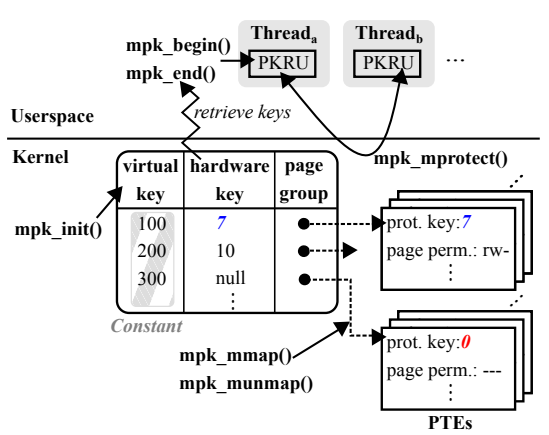 Thread_a Thread_b
mpk_begin()
PKRU PKRU ...
mpk_end()
retrieve keys
Userspace
Kernel
mpk_mprotect()
virtual key hardware key page group
mpk_init()
100 7
200 10
300 null
⋮
Constant
prot. key:7
page perm.: rw-
⋮
mpk_mmap()
mpk_munmap()
prot. key:0
page perm.: ---
⋮
PTEs